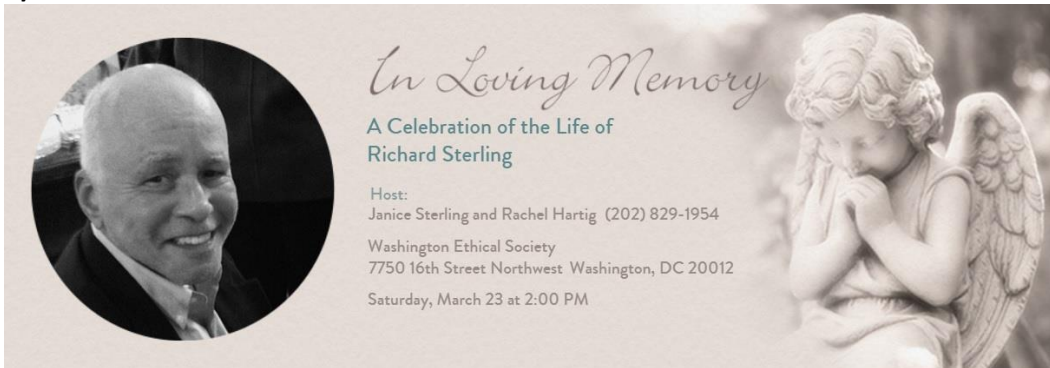 In Loving Memory
A Celebration of the Life of
Richard Sterling
Host:
Janice Sterling and Rachel Hartig (202) 829-1954
Washington Ethical Society
7750 16th Street Northwest Washington, DC 20012
Saturday, March 23 at 2:00 PM